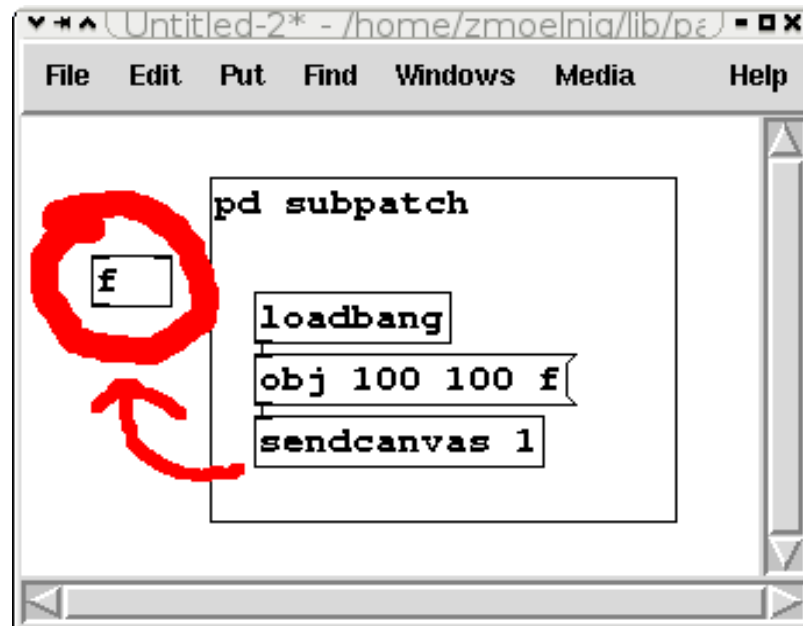 Untitled-2* - /home/zmoelnig/lib/pa
File Edit Put Find Windows Media Help
pd subpatch
f
loadbang
obj 100 100 f
sendcanvas 1